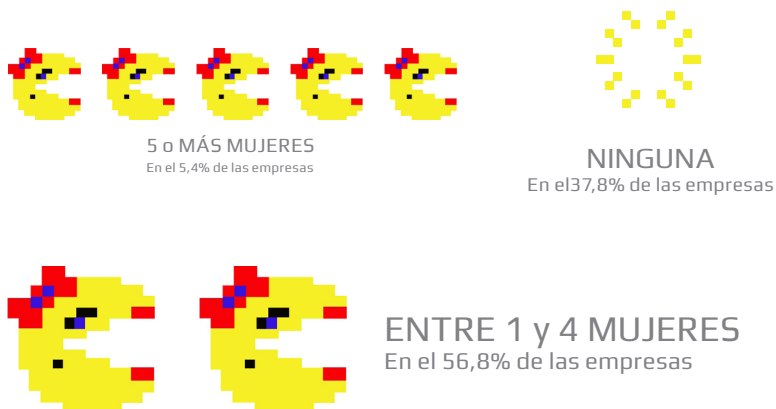 5 o MÁS MUJERES
En el 5,4% de las empresas
NINGUNA
En el37,8% de las empresas
ENTRE 1 y 4 MUJERES
En el 56,8% de las empresas